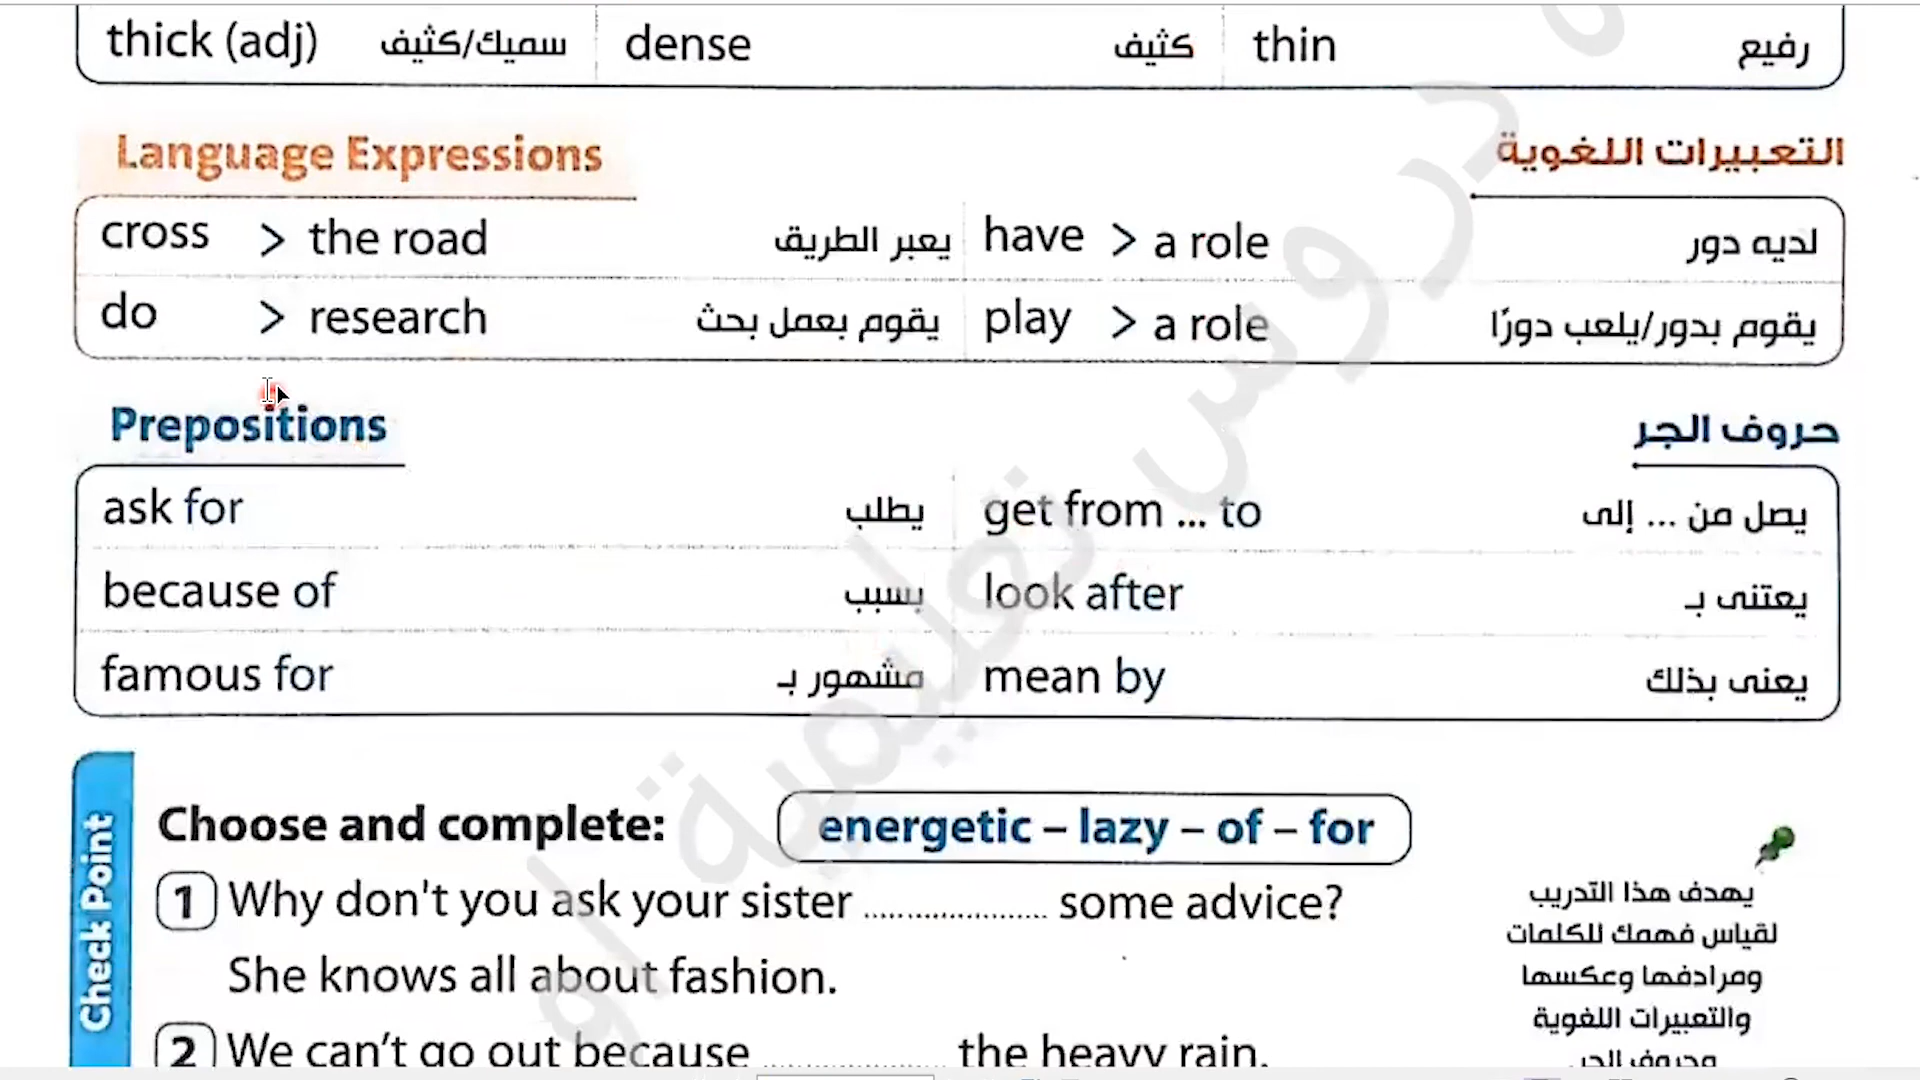 thick (adj) سميك/كثيف dense كثيف thin رفيع
Language Expressions التعبيرات اللغوية
cross > the road يعبر الطريق have > a role لديه دور
do > research يقوم بعمل بحث play > a role يقوم بدور/يلعب دورًا
Prepositions حروف الجر
ask for يطلب get from ... to يصل من ... إلى
because of بسبب look after يعتنى بـ
famous for مشهور بـ mean by يعنى بذلك
Check Point
Choose and complete: energetic – lazy – of – for
1 Why don't you ask your sister .................... some advice?
She knows all about fashion.
2 We can't go out because .................... the heavy rain.
يهدف هذا التدريب
لقياس فهمك للكلمات
ومرادفها وعكسها
والتعبيرات اللغوية
وحروف الجر
دروس تعليمية